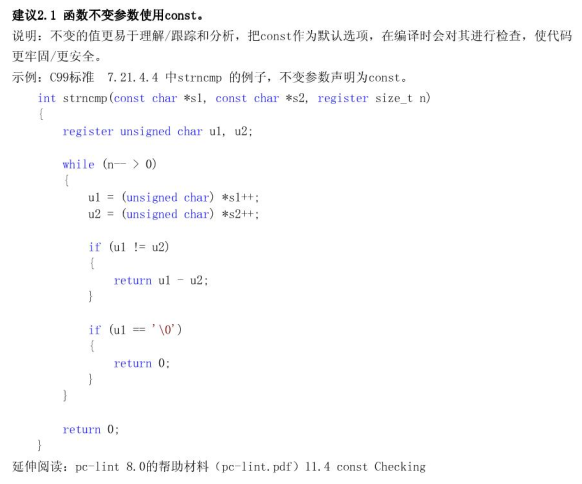 建议2.1 函数不变参数使用const。
说明：不变的值更易于理解/跟踪和分析，把const作为默认选项，在编译时会对其进行检查，使代码
更牢固/更安全。
示例：C99标准 7.21.4.4 中strncmp 的例子，不变参数声明为const。
int strncmp(const char *s1, const char *s2, register size_t n)
{
register unsigned char u1, u2;
while (n-- > 0)
{
u1 = (unsigned char) *s1++;
u2 = (unsigned char) *s2++;
if (u1 != u2)
{
return u1 - u2;
}
if (u1 == '\0')
{
return 0;
}
}
return 0;
}
延伸阅读：pc-lint 8.0的帮助材料（pc-lint.pdf）11.4 const Checking